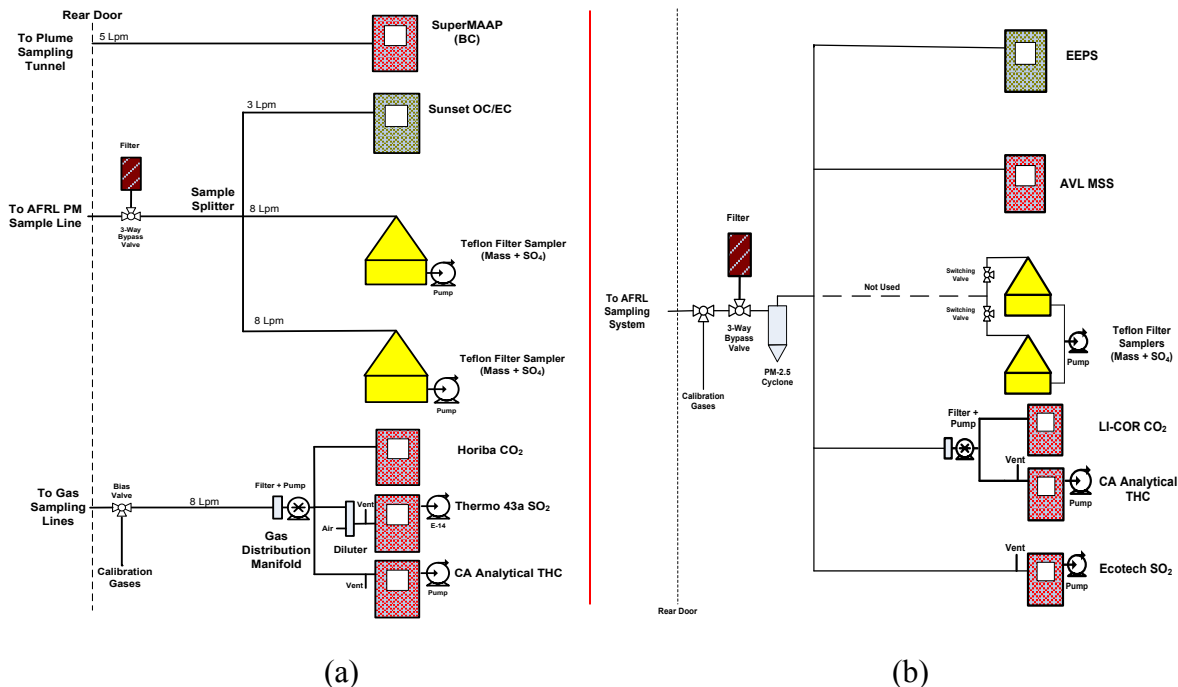 Rear Door
To Plume
Sampling
Tunnel
5 Lpm
SuperMAAP
(BC)
3 Lpm
Sunset OC/EC
Filter
To AFRL PM
Sample Line
3-Way
Bypass
Valve
Sample
Splitter
8 Lpm
Teflon Filter Sampler
(Mass + SO₄)
Pump
8 Lpm
Teflon Filter Sampler
(Mass + SO₄)
Pump
Horiba CO₂
To Gas
Sampling
Lines
Bias
Valve
8 Lpm
Filter + Pump
Vent
Thermo 43a SO₂
E-14
Air
Gas
Distribution
Manifold
Diluter
Calibration
Gases
Vent
CA Analytical THC
Pump
(a)
EEPS
AVL MSS
Filter
To AFRL
Sampling
System
3-Way
Bypass
Valve
PM-2.5
Cyclone
Calibration
Gases
Not Used
Switching
Valve
Switching
Valve
Teflon Filter
Samplers
(Mass + SO₄)
Pump
Filter +
Pump
LI-COR CO₂
Vent
CA Analytical
THC
Pump
Vent
Ecotech SO₂
Pump
Rear Door
(b)